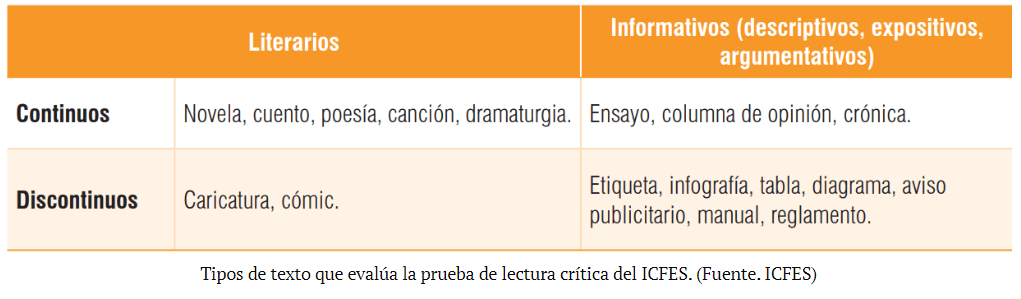 Literarios
Informativos (descriptivos, expositivos,
argumentativos)
Continuos
Novela, cuento, poesía, canción, dramaturgia.
Ensayo, columna de opinión, crónica.
Discontinuos
Caricatura, cómic.
Etiqueta, infografía, tabla, diagrama, aviso
publicitario, manual, reglamento.
Tipos de texto que evalúa la prueba de lectura crítica del ICFES. (Fuente. ICFES)